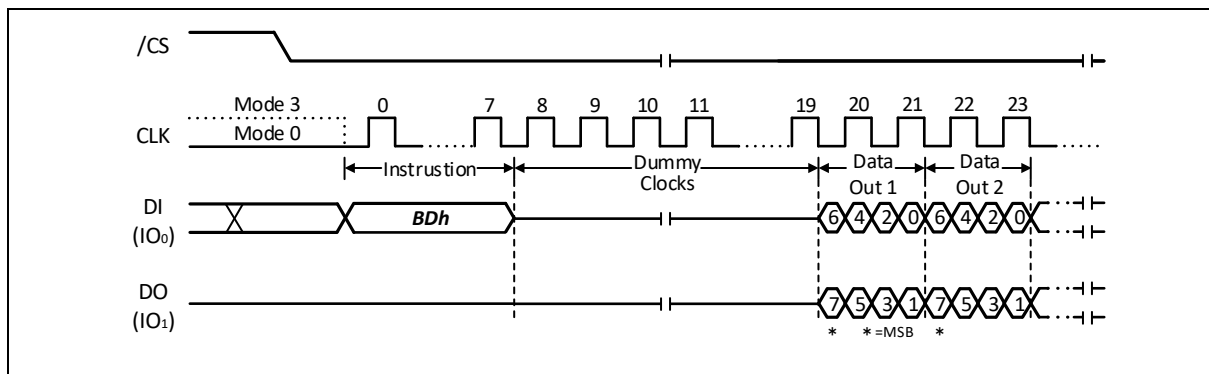 /CS
Mode 3 0 7 8 9 10 11 19 20 21 22 23
CLK Mode 0
Instrustion Dummy Clocks Data Out 1 Data Out 2
DI (IO0) BDh 6 4 2 0 6 4 2 0
DO (IO1) 7 5 3 1 7 5 3 1
* * =MSB *